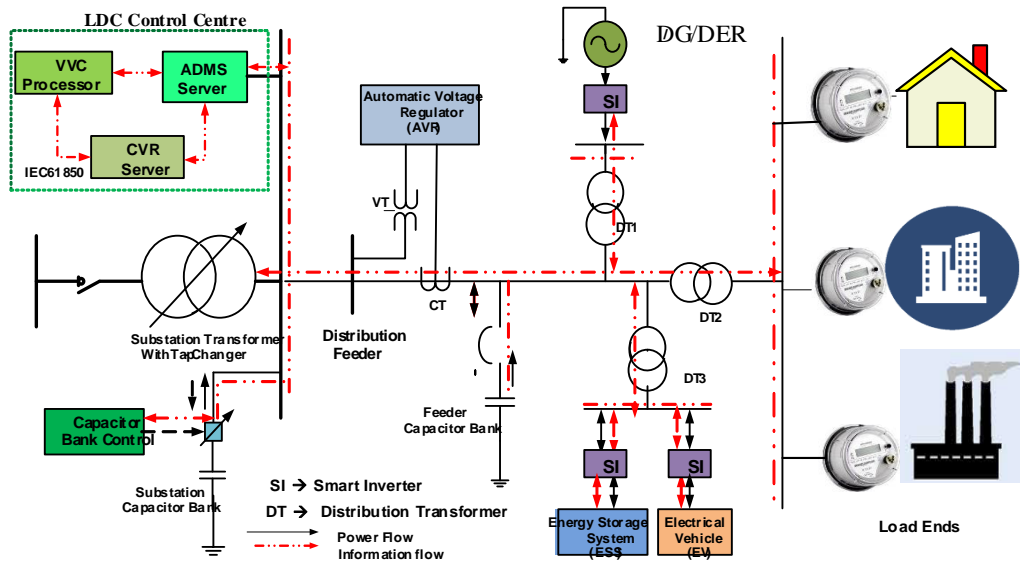 LDC Control Centre
VVC
Processor
ADMS
Server
CVR
Server
IEC61850
Automatic Voltage
Regulator
(AVR)
VT
CT
DG/DER
SI
DT1
DT2
DT3
Substation Transformer
With TapChanger
Distribution
Feeder
Capacitor
Bank Control
Feeder
Capacitor Bank
Substation
Capacitor Bank
SI → Smart Inverter
DT → Distribution Transformer
Power Flow
Information flow
SI
SI
Energy Storage
System
(ESS)
Electrical
Vehicle
(EV)
Load Ends